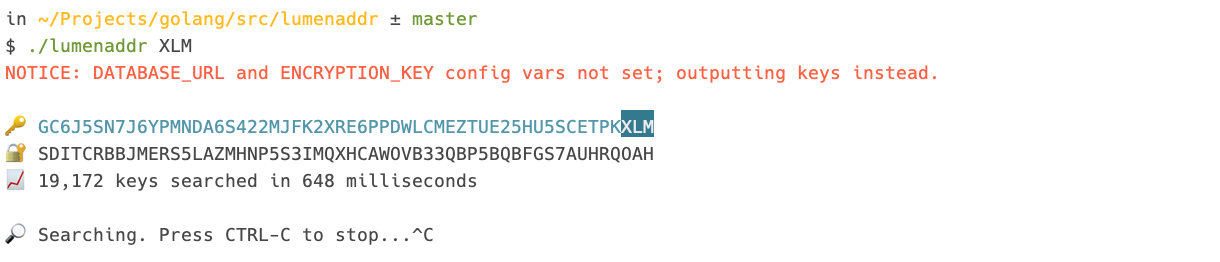 in ~/Projects/golang/src/lumenaddr ± master
$ ./lumenaddr XLM
NOTICE: DATABASE_URL and ENCRYPTION_KEY config vars not set; outputting keys instead.
GC6J5SN7J6YPMNDA6S422MJFK2XRE6PPDWLCMEZTUE25HU5SCETPKXLM
SDITCRBBJMERS5LAZMHNP5S3IMQXHCAWOVB33QBP5BQBFGS7AUHRQOAH
19,172 keys searched in 648 milliseconds
Searching. Press CTRL-C to stop...^C